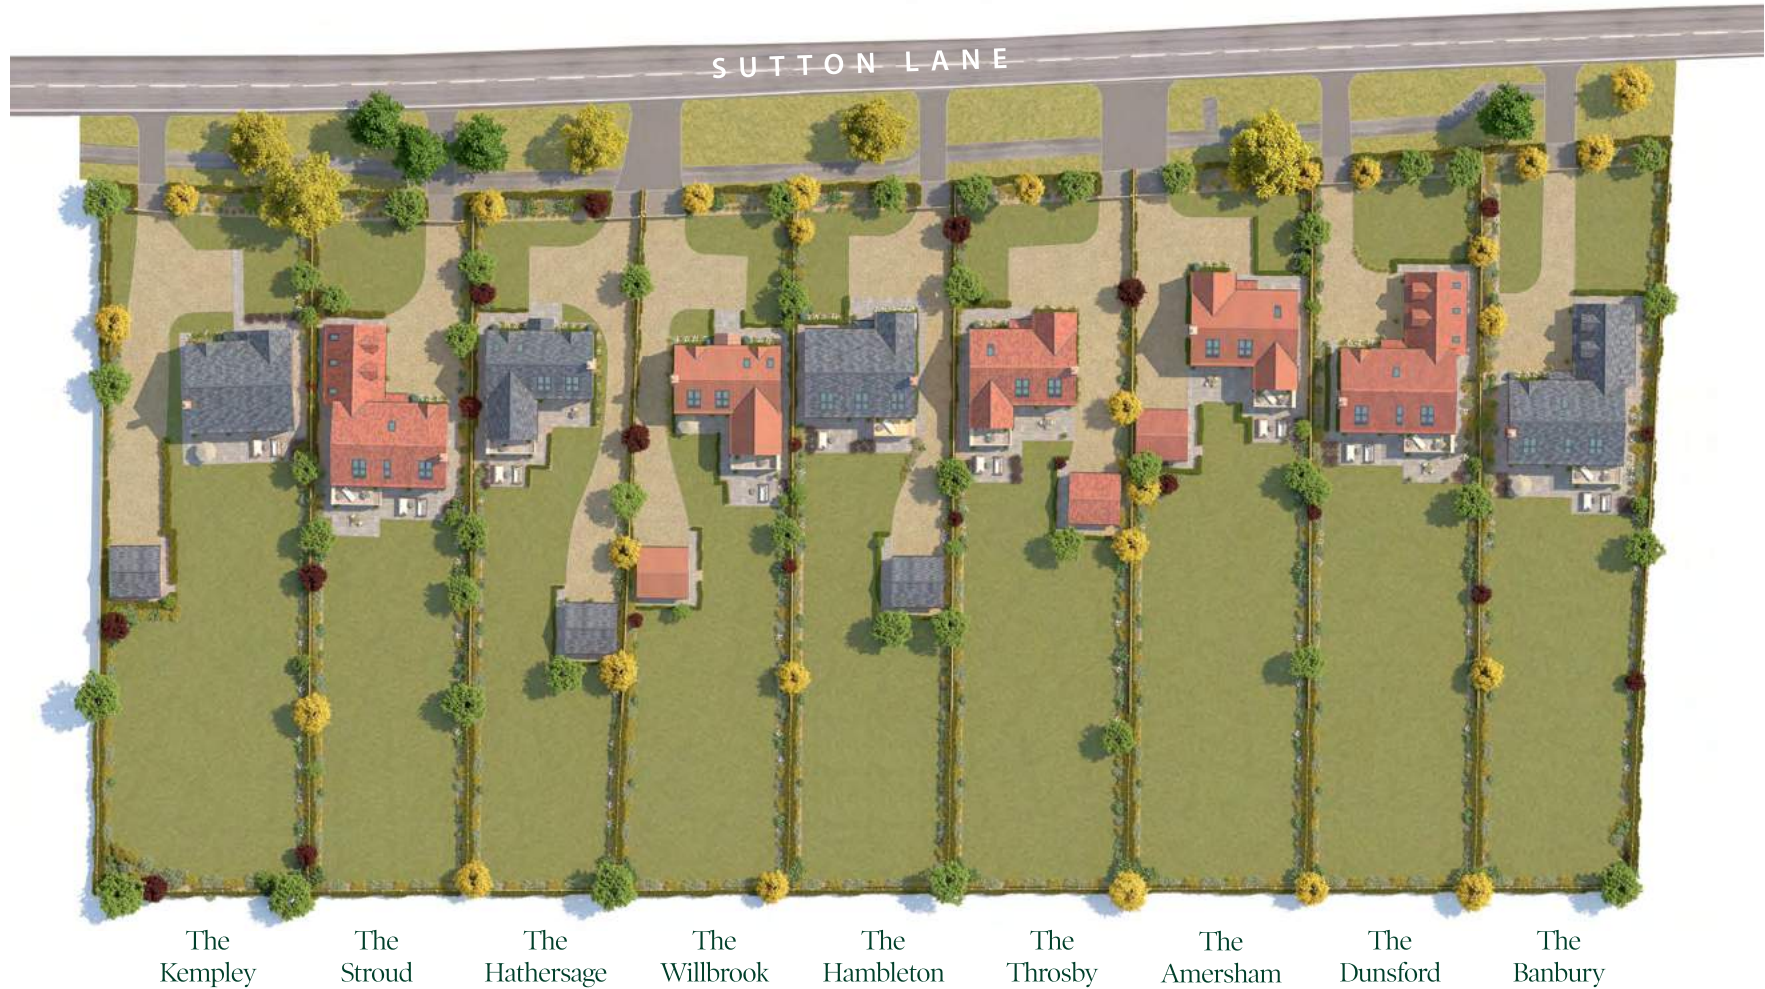 SUTTON LANE
The
Kempley
The
Stroud
The
Hathersage
The
Willbrook
The
Hambleton
The
Throsby
The
Amersham
The
Dunsford
The
Banbury